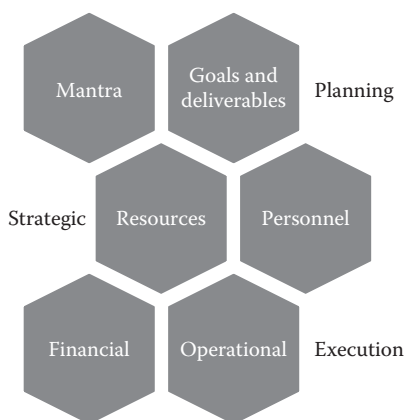 Mantra
Goals and
deliverables
Planning
Strategic
Resources
Personnel
Financial
Operational
Execution